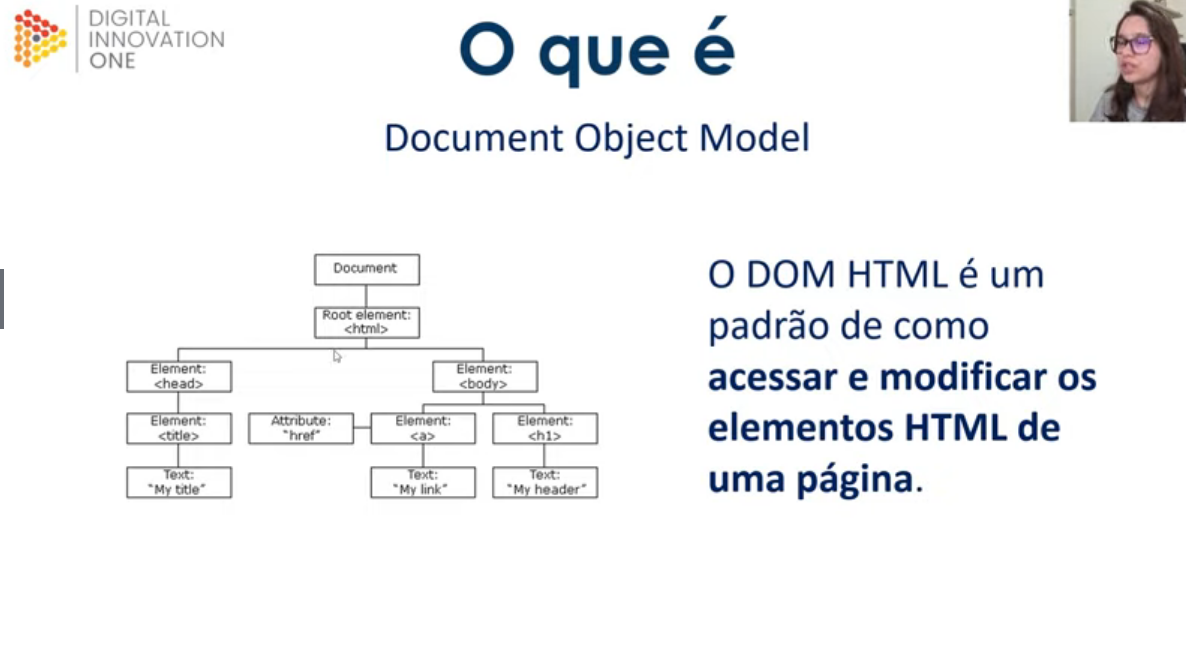 DIGITAL
INNOVATION
ONE
O que é
Document Object Model
Document
Root element:
<html>
Element:
<head>
Element:
<body>
Element:
<title>
Attribute:
"href"
Element:
<a>
Element:
<h1>
Text:
"My title"
Text:
"My link"
Text:
"My header"
O DOM HTML é um
padrão de como
acessar e modificar os
elementos HTML de
uma página.